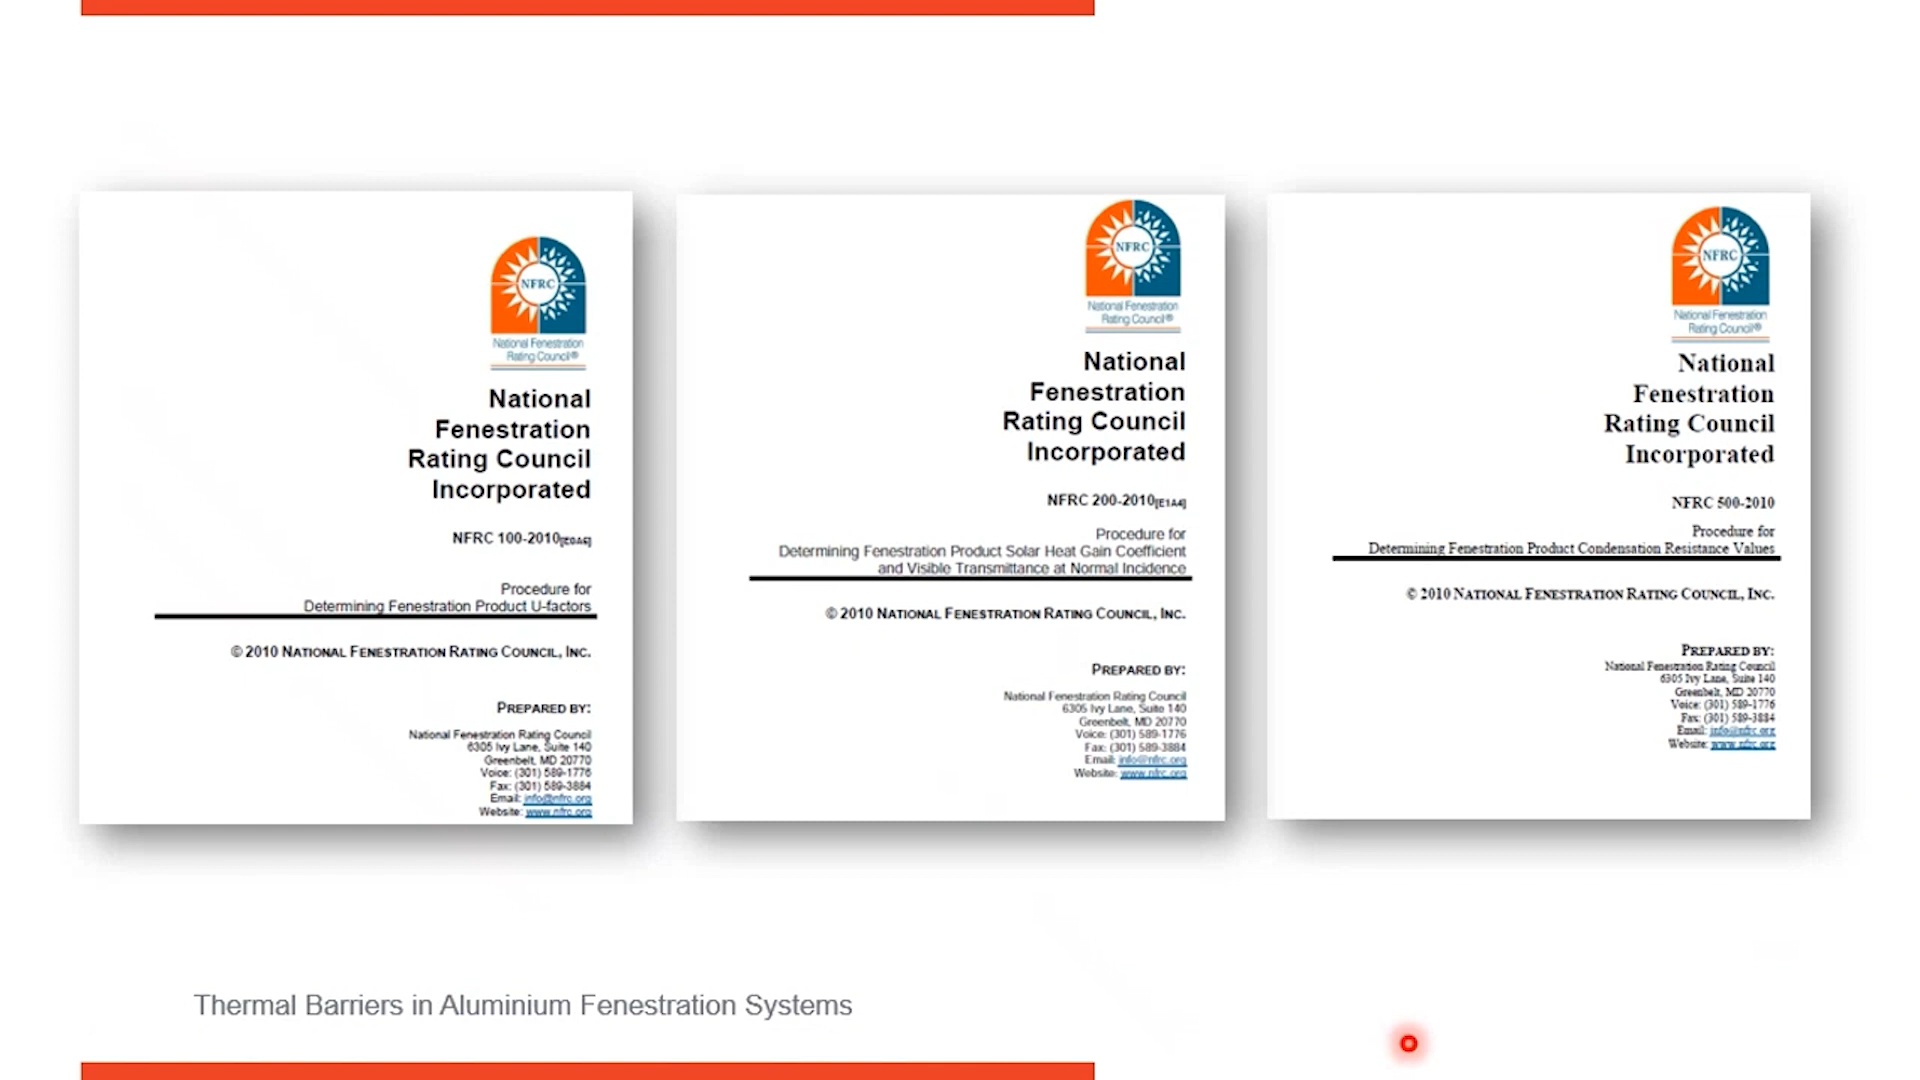 NFRC
National Fenestration
Rating Council®
National
Fenestration
Rating Council
Incorporated
NFRC 100-2010[E0A6]
Procedure for
Determining Fenestration Product U-factors
© 2010 NATIONAL FENESTRATION RATING COUNCIL, INC.
PREPARED BY:
National Fenestration Rating Council
6305 Ivy Lane, Suite 140
Greenbelt, MD 20770
Voice: (301) 589-1776
Fax: (301) 589-3884
Email: info@nfrc.org
Website: www.nfrc.org
NFRC
National Fenestration
Rating Council®
National
Fenestration
Rating Council
Incorporated
NFRC 200-2010[E1A4]
Procedure for
Determining Fenestration Product Solar Heat Gain Coefficient
and Visible Transmittance at Normal Incidence
© 2010 NATIONAL FENESTRATION RATING COUNCIL, INC.
PREPARED BY:
National Fenestration Rating Council
6305 Ivy Lane, Suite 140
Greenbelt, MD 20770
Voice: (301) 589-1776
Fax: (301) 589-3884
Email: info@nfrc.org
Website: www.nfrc.org
NFRC
National Fenestration
Rating Council®
National
Fenestration
Rating Council
Incorporated
NFRC 500-2010
Procedure for
Determining Fenestration Product Condensation Resistance Values
© 2010 NATIONAL FENESTRATION RATING COUNCIL, INC.
PREPARED BY:
National Fenestration Rating Council
6305 Ivy Lane, Suite 140
Greenbelt, MD 20770
Voice: (301) 589-1776
Fax: (301) 589-3884
Email: info@nfrc.org
Website: www.nfrc.org
Thermal Barriers in Aluminium Fenestration Systems